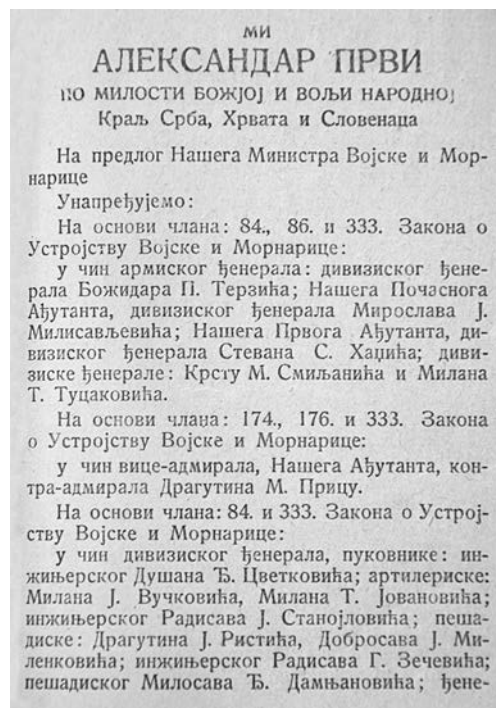 МИ
АЛЕКСАНДАР ПРВИ
ПО МИЛОСТИ БОЖЈОЈ И ВОЉИ НАРОДНОЈ
Краљ Срба, Хрвата и Словенаца
На предлог Нашега Министра Војске и Мор-
нарице
Унапређујемо:
На основи члана: 84., 86. и 333. Закона о
Устројству Војске и Морнарице:
у чин армиског ђенерала: дивизиског ђене-
рала Божидара П. Терзића; Нашега Почаснога
Ађутанта, дивизиског ђенерала Мирослава Ј.
Милисављевића; Нашега Првога Ађутанта, ди-
визиског ђенерала Стевана С. Хаџића; диви-
зиске ђенерале: Крсту М. Смиљанића и Милана
Т. Туцаковића.
На основи члана: 174., 176. и 333. Закона
о Устројству Војске и Морнарице:
у чин вице-адмирала, Нашега Ађутанта, кон-
тра-адмирала Драгутина М. Прицу.
На основи члана: 84. и 333. Закона о Устрој-
ству Војске и Морнарице:
у чин дивизиског ђенерала, пуковнике: ин-
жињерског Душана Ђ. Цветковића; артилериске:
Милана Ј. Вучковића, Милана Т. Јовановића;
инжињерског Радисава Ј. Станојловића; пеша-
диске: Драгутина Ј. Ристића, Добросава Ј. Ми-
ленковића; инжињерског Радисава Г. Зечевића;
пешадиског Милосава Ђ. Дамњановића; ђене-